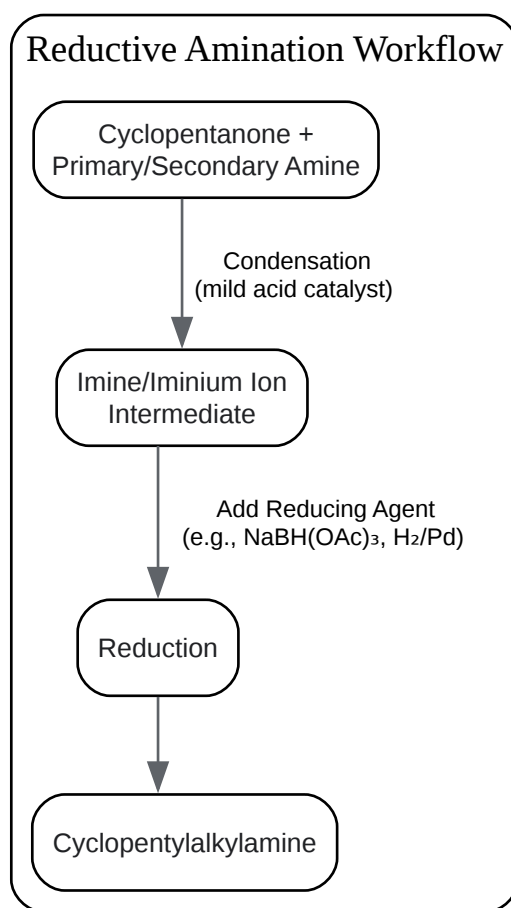 Reductive Amination Workflow
Cyclopentanone +
Primary/Secondary Amine
Condensation
(mild acid catalyst)
Imine/Iminium Ion
Intermediate
Add Reducing Agent
(e.g., NaBH(OAc)₃, H₂/Pd)
Reduction
Cyclopentylalkylamine